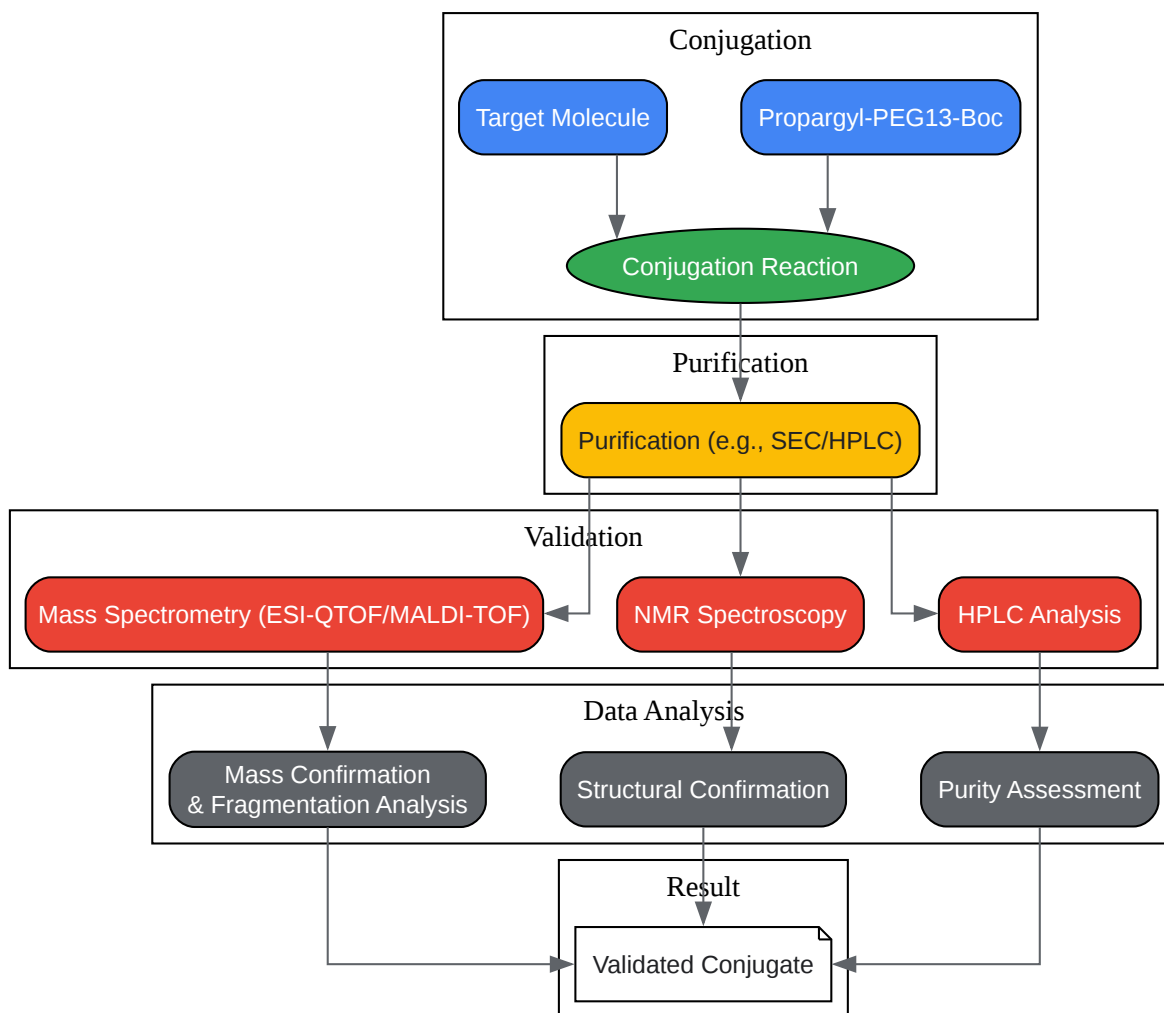 Conjugation
Target Molecule
Propargyl-PEG13-Boc
Conjugation Reaction
Purification
Purification (e.g., SEC/HPLC)
Validation
Mass Spectrometry (ESI-QTOF/MALDI-TOF)
NMR Spectroscopy
HPLC Analysis
Data Analysis
Mass Confirmation
& Fragmentation Analysis
Structural Confirmation
Purity Assessment
Result
Validated Conjugate